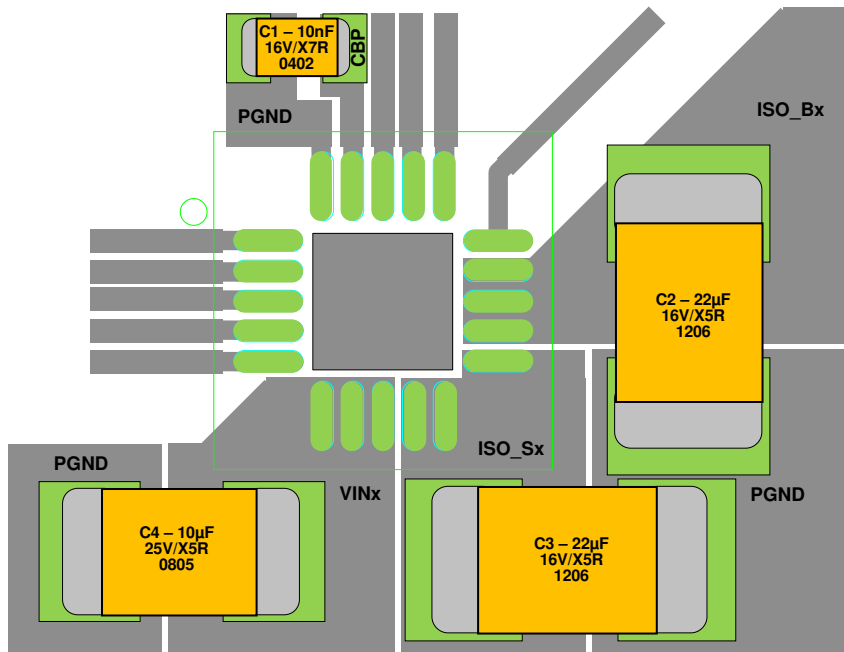 C1 – 10nF
16V/X7R
0402
CBP
PGND
ISO_Bx
C2 – 22µF
16V/X5R
1206
PGND
ISO_Sx
VINx
PGND
C4 – 10µF
25V/X5R
0805
C3 – 22µF
16V/X5R
1206